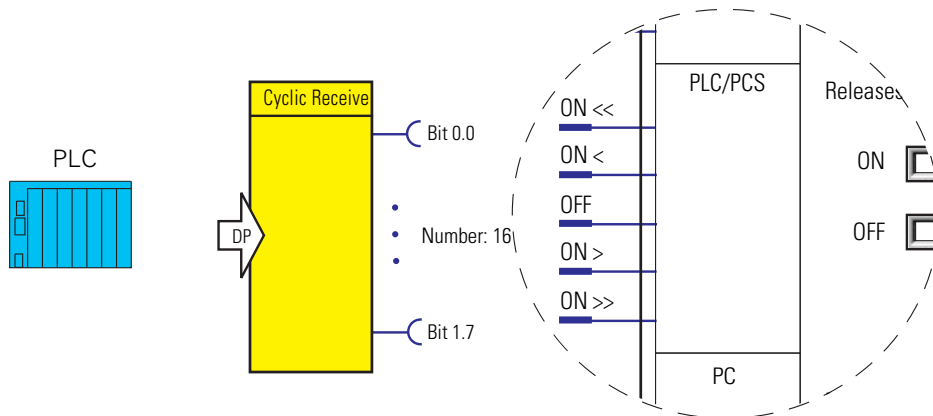 PLC
Cyclic Receive
DP
Bit 0.0
Number: 16
Bit 1.7
ON <<
ON <
OFF
ON >
ON >>
PLC/PCS
PC
Releases
ON
OFF